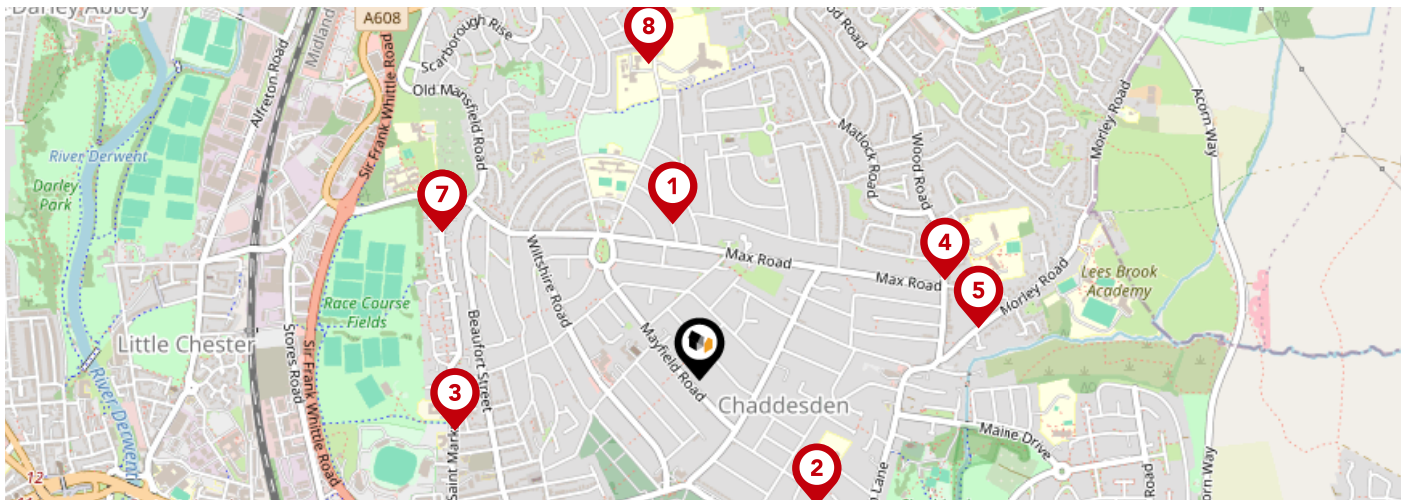 Darley Abbey
A608
8
Midland
Scarborough Rise
Old Mansfield Road
Alfreton Road
Sir Frank Whittle Road
River Derwent
Darley
Park
7
1
Matlock Road
Wood Road
Morley Road
Acorn Way
4
Max Road
Max Road
5
Morley Road
Lees Brook
Academy
Wiltshire Road
Race Course
Fields
Little Chester
Stores Road
Sir Frank Whittle Road
Beaufort Street
Mayfield Road
Chaddesden
River Derwent
3
Saint Mark
Maine Drive
2
n Lane
orn Way
Road
12